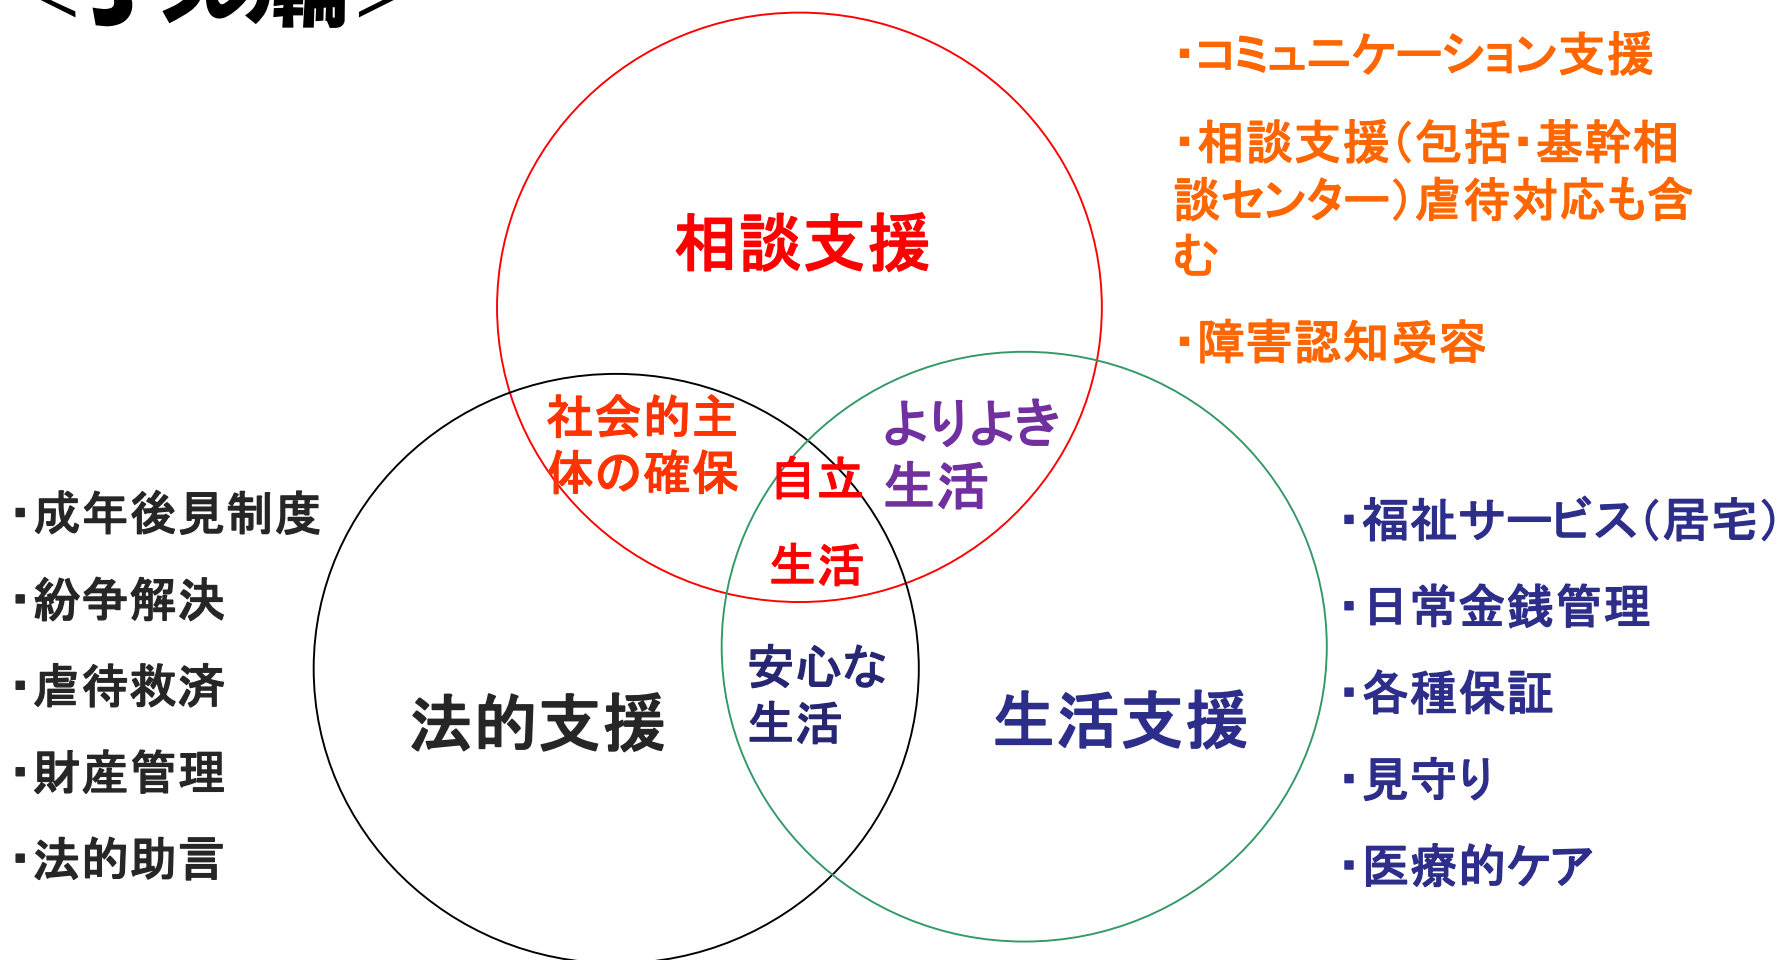 の輪>
・コミュニケーション支援
・相談支援(包括・基幹相
談センター)虐待対応も含
む
・障害認知受容
相談支援
社会的主
体の確保
よりよき
生活
自立
生活
安心な
生活
法的支援
生活支援
・成年後見制度
・紛争解決
・虐待救済
・財産管理
・法的助言
・福祉サービス(居宅)
・日常金銭管理
・各種保証
・見守り
・医療的ケア